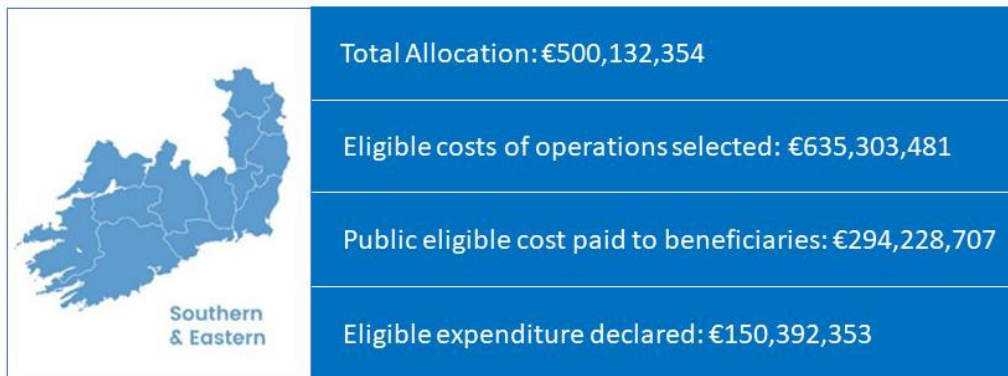 Total Allocation: €500,132,354
Eligible costs of operations selected: €635,303,481
Public eligible cost paid to beneficiaries: €294,228,707
Southern
& Eastern
Eligible expenditure declared: €150,392,353